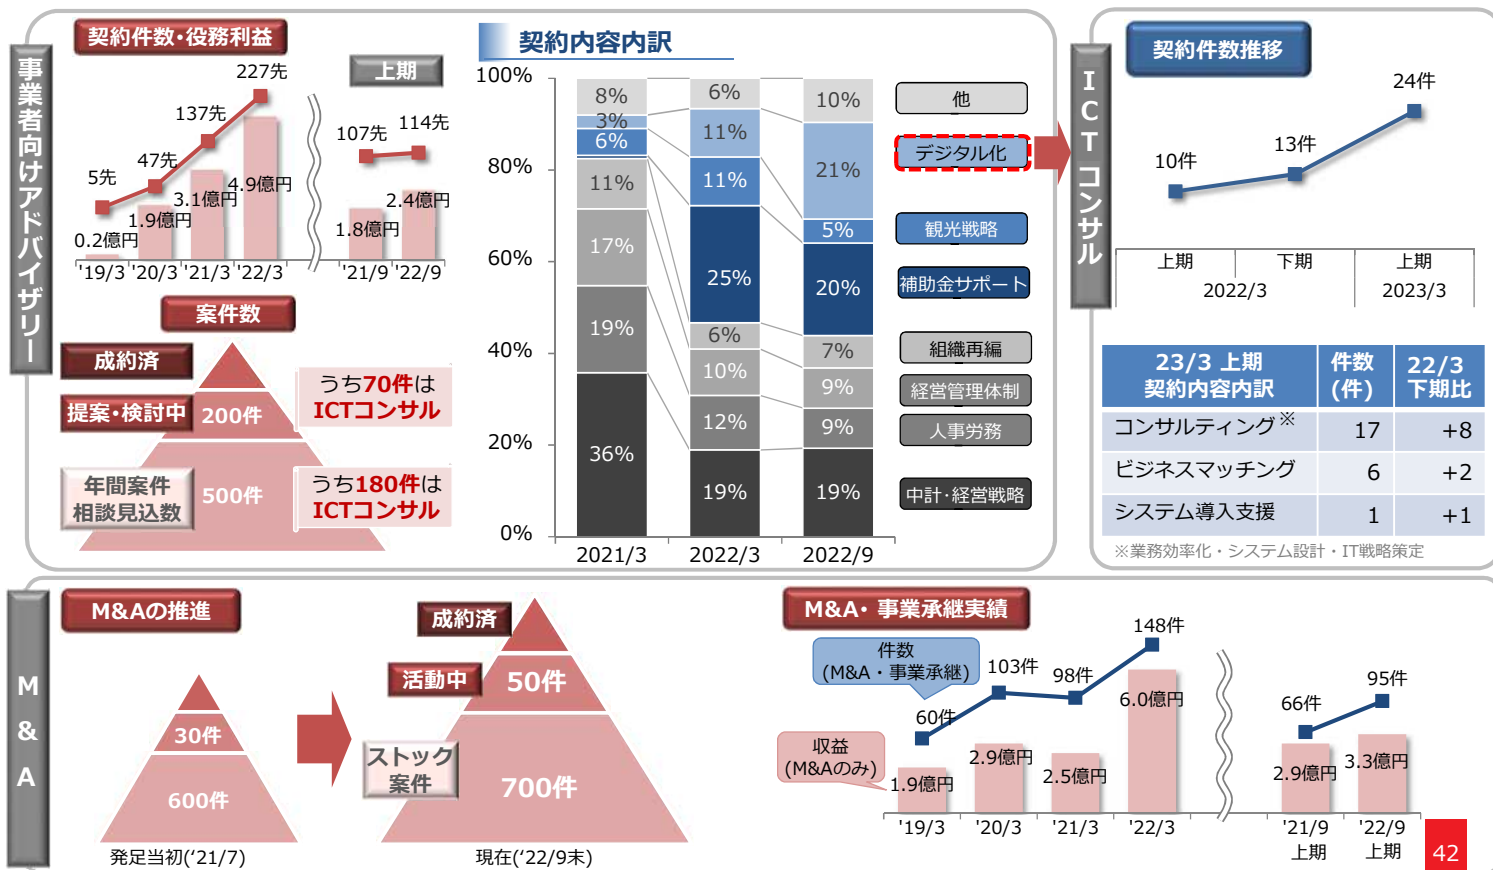 事業者向けアドバイザリー
契約件数・役務利益
227先
137先
47先
5先
4.9億円
3.1億円
1.9億円
0.2億円
'19/3 '20/3 '21/3 '22/3
上期
107先 114先
2.4億円
1.8億円
'21/9 '22/9
案件数
成約済
提案・検討中
200件
うち70件は
ICTコンサル
年間案件
相談見込数
500件
うち180件は
ICTコンサル
契約内容内訳
100%
80%
60%
40%
20%
0%
8%
3%
6%
11%
17%
19%
36%
2021/3
6%
11%
11%
25%
6%
10%
12%
19%
2022/3
10%
21%
5%
20%
7%
9%
9%
19%
2022/9
他
デジタル化
観光戦略
補助金サポート
組織再編
経営管理体制
人事労務
中計・経営戦略
ICTコンサル
契約件数推移
24件
13件
10件
上期 下期 上期
2022/3 2023/3
23/3 上期
契約内容内訳
件数
(件)
22/3
下期比
コンサルティング※ 17 +8
ビジネスマッチング 6 +2
システム導入支援 1 +1
※業務効率化・システム設計・IT戦略策定
M&A
M&Aの推進
30件
600件
発足当初('21/7)
成約済
活動中
50件
ストック
案件
700件
現在('22/9末)
M&A・事業承継実績
件数
(M&A・事業承継)
収益
(M&Aのみ)
148件
103件
98件
60件
6.0億円
2.9億円
2.5億円
1.9億円
'19/3 '20/3 '21/3 '22/3
95件
66件
3.3億円
2.9億円
'21/9 '22/9
上期 上期
42